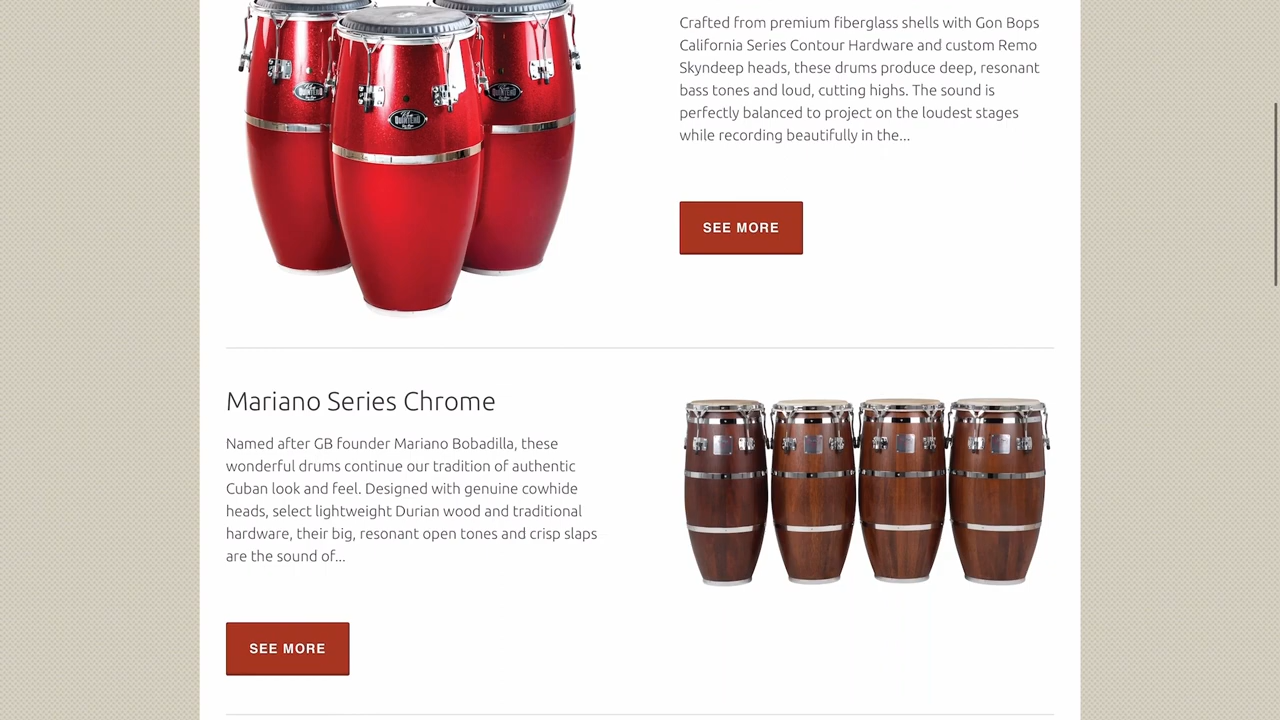 Crafted from premium fiberglass shells with Gon Bops
California Series Contour Hardware and custom Remo
Skyndeep heads, these drums produce deep, resonant
bass tones and loud, cutting highs. The sound is
perfectly balanced to project on the loudest stages
while recording beautifully in the...
SEE MORE
Mariano Series Chrome
Named after GB founder Mariano Bobadilla, these
wonderful drums continue our tradition of authentic
Cuban look and feel. Designed with genuine cowhide
heads, select lightweight Durian wood and traditional
hardware, their big, resonant open tones and crisp slaps
are the sound of...
SEE MORE